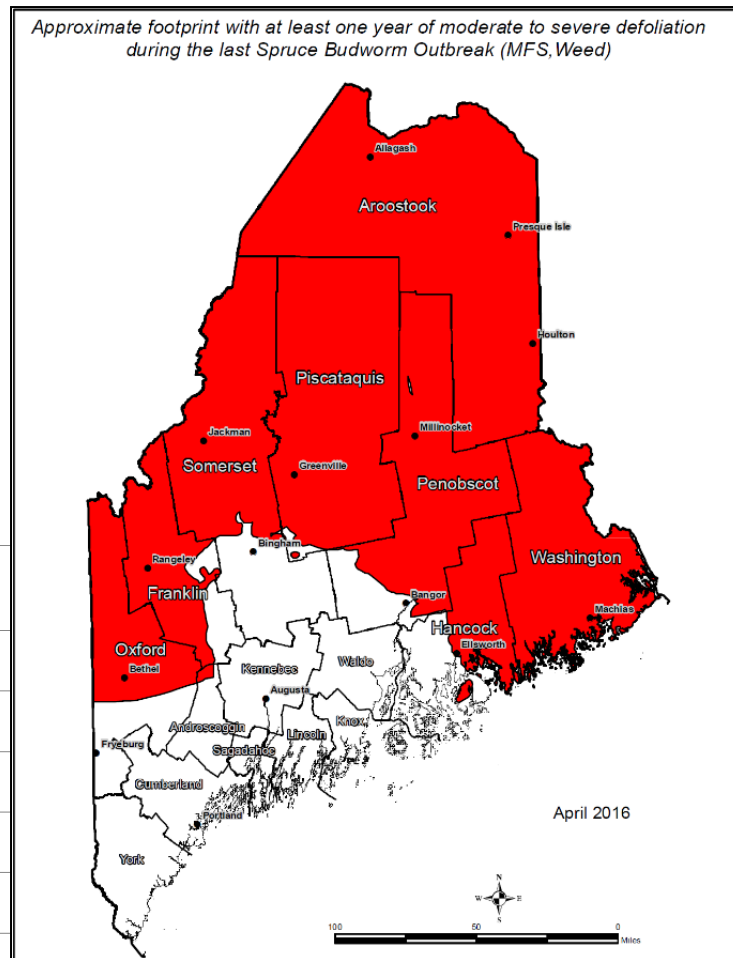 Approximate footprint with at least one year of moderate to severe defoliation
during the last Spruce Budworm Outbreak (MFS,Weed)
Allagash
Aroostook
Presque Isle
Houlton
Piscataquis
Millinocket
Jackman
Somerset
Greenville
Penobscot
Bingham
Washington
Rangeley
Franklin
Bangor
Machias
Hancock
Oxford
Ellsworth
Kennebec
Waldo
Bethel
Augusta
Androscoggin
Knox
Lincoln
Fryeburg
Sagadahoc
Cumberland
Portland
April 2016
York
N
W E
S
100 50 0
Miles